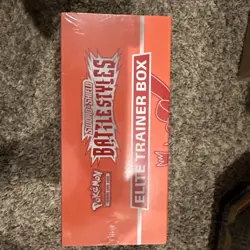 POKÉMON
SWORD & SHIELD
BATTLE STYLES
ELITE TRAINER BOX